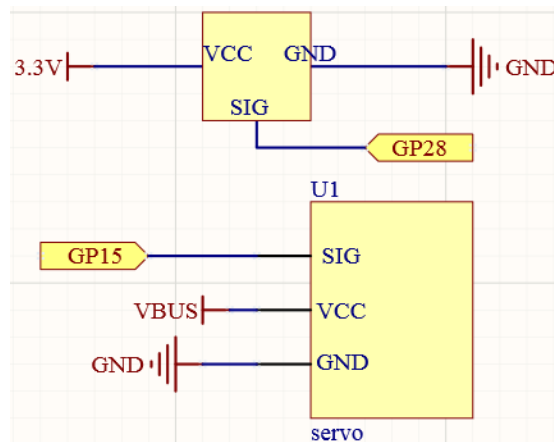 VCC GND
3.3V GND
SIG
GP28
U1
GP15 SIG
VBUS VCC
GND GND
servo